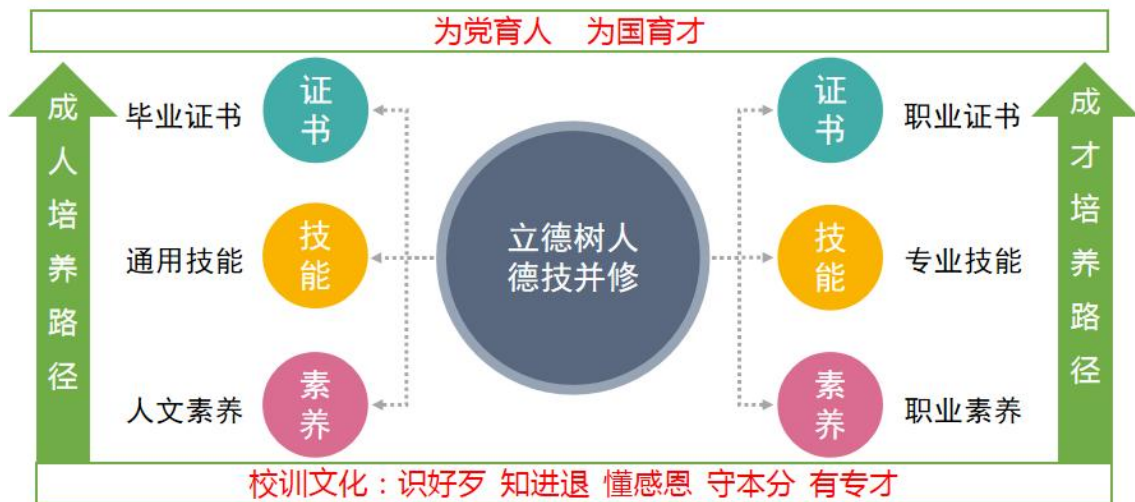 为党育人 为国育才
成人培养路径
毕业证书
证书
通用技能
技能
人文素养
素养
立德树人
德技并修
证书
职业证书
技能
专业技能
素养
职业素养
成才培养路径
校训文化：识好歹 知进退 懂感恩 守本分 有专才